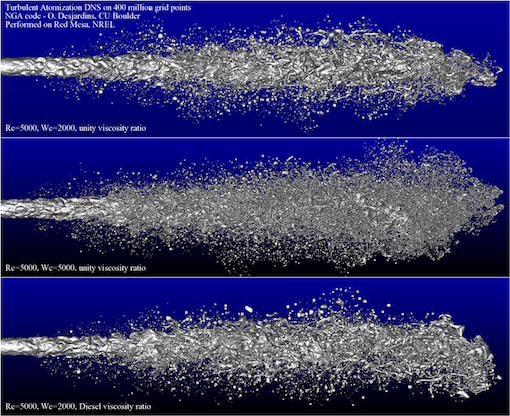 Turbulent Atomization DNS on 400 million grid points
NGA code - O. Desjardins, CU Boulder
Performed on Red Mesa, NREL
Re=5000, We=2000, unity viscosity ratio
Re=5000, We=5000, unity viscosity ratio
Re=5000, We=2000, Diesel viscosity ratio